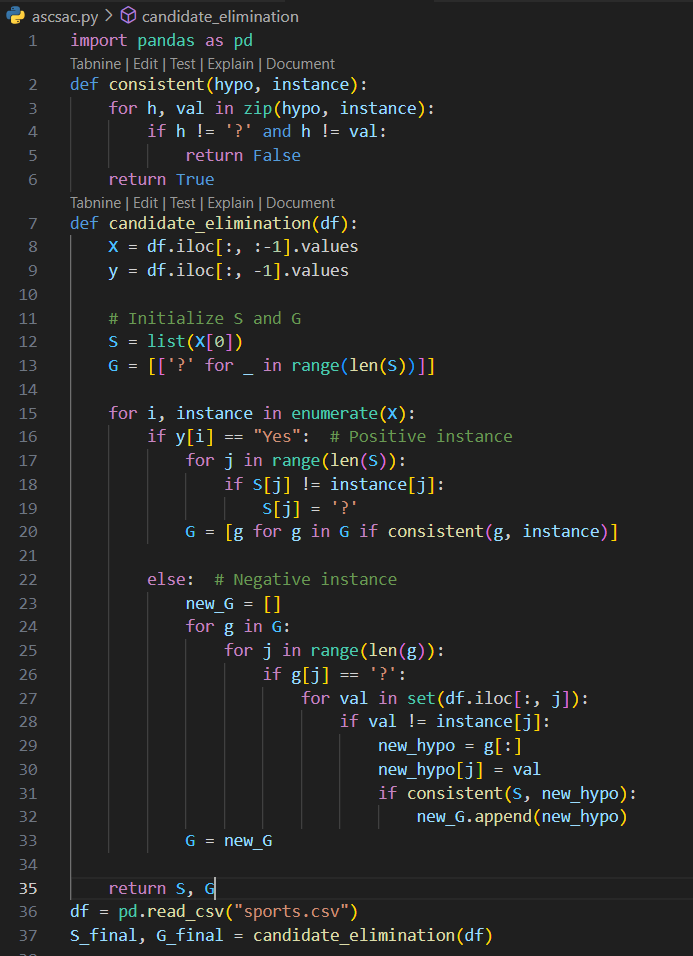 ascsac.py > candidate_elimination
1 import pandas as pd
Tabnine | Edit | Test | Explain | Document
2 def consistent(hypo, instance):
3     for h, val in zip(hypo, instance):
4         if h != '?' and h != val:
5             return False
6     return True
Tabnine | Edit | Test | Explain | Document
7 def candidate_elimination(df):
8     X = df.iloc[:, :-1].values
9     y = df.iloc[:, -1].values
10
11     # Initialize S and G
12     S = list(X[0])
13     G = [['?' for _ in range(len(S))]]
14
15     for i, instance in enumerate(X):
16         if y[i] == "Yes":  # Positive instance
17             for j in range(len(S)):
18                 if S[j] != instance[j]:
19                     S[j] = '?'
20             G = [g for g in G if consistent(g, instance)]
21
22         else:  # Negative instance
23             new_G = []
24             for g in G:
25                 for j in range(len(g)):
26                     if g[j] == '?':
27                         for val in set(df.iloc[:, j]):
28                             if val != instance[j]:
29                                 new_hypo = g[:]
30                                 new_hypo[j] = val
31                                 if consistent(S, new_hypo):
32                                     new_G.append(new_hypo)
33             G = new_G
34
35     return S, G
36 df = pd.read_csv("sports.csv")
37 S_final, G_final = candidate_elimination(df)